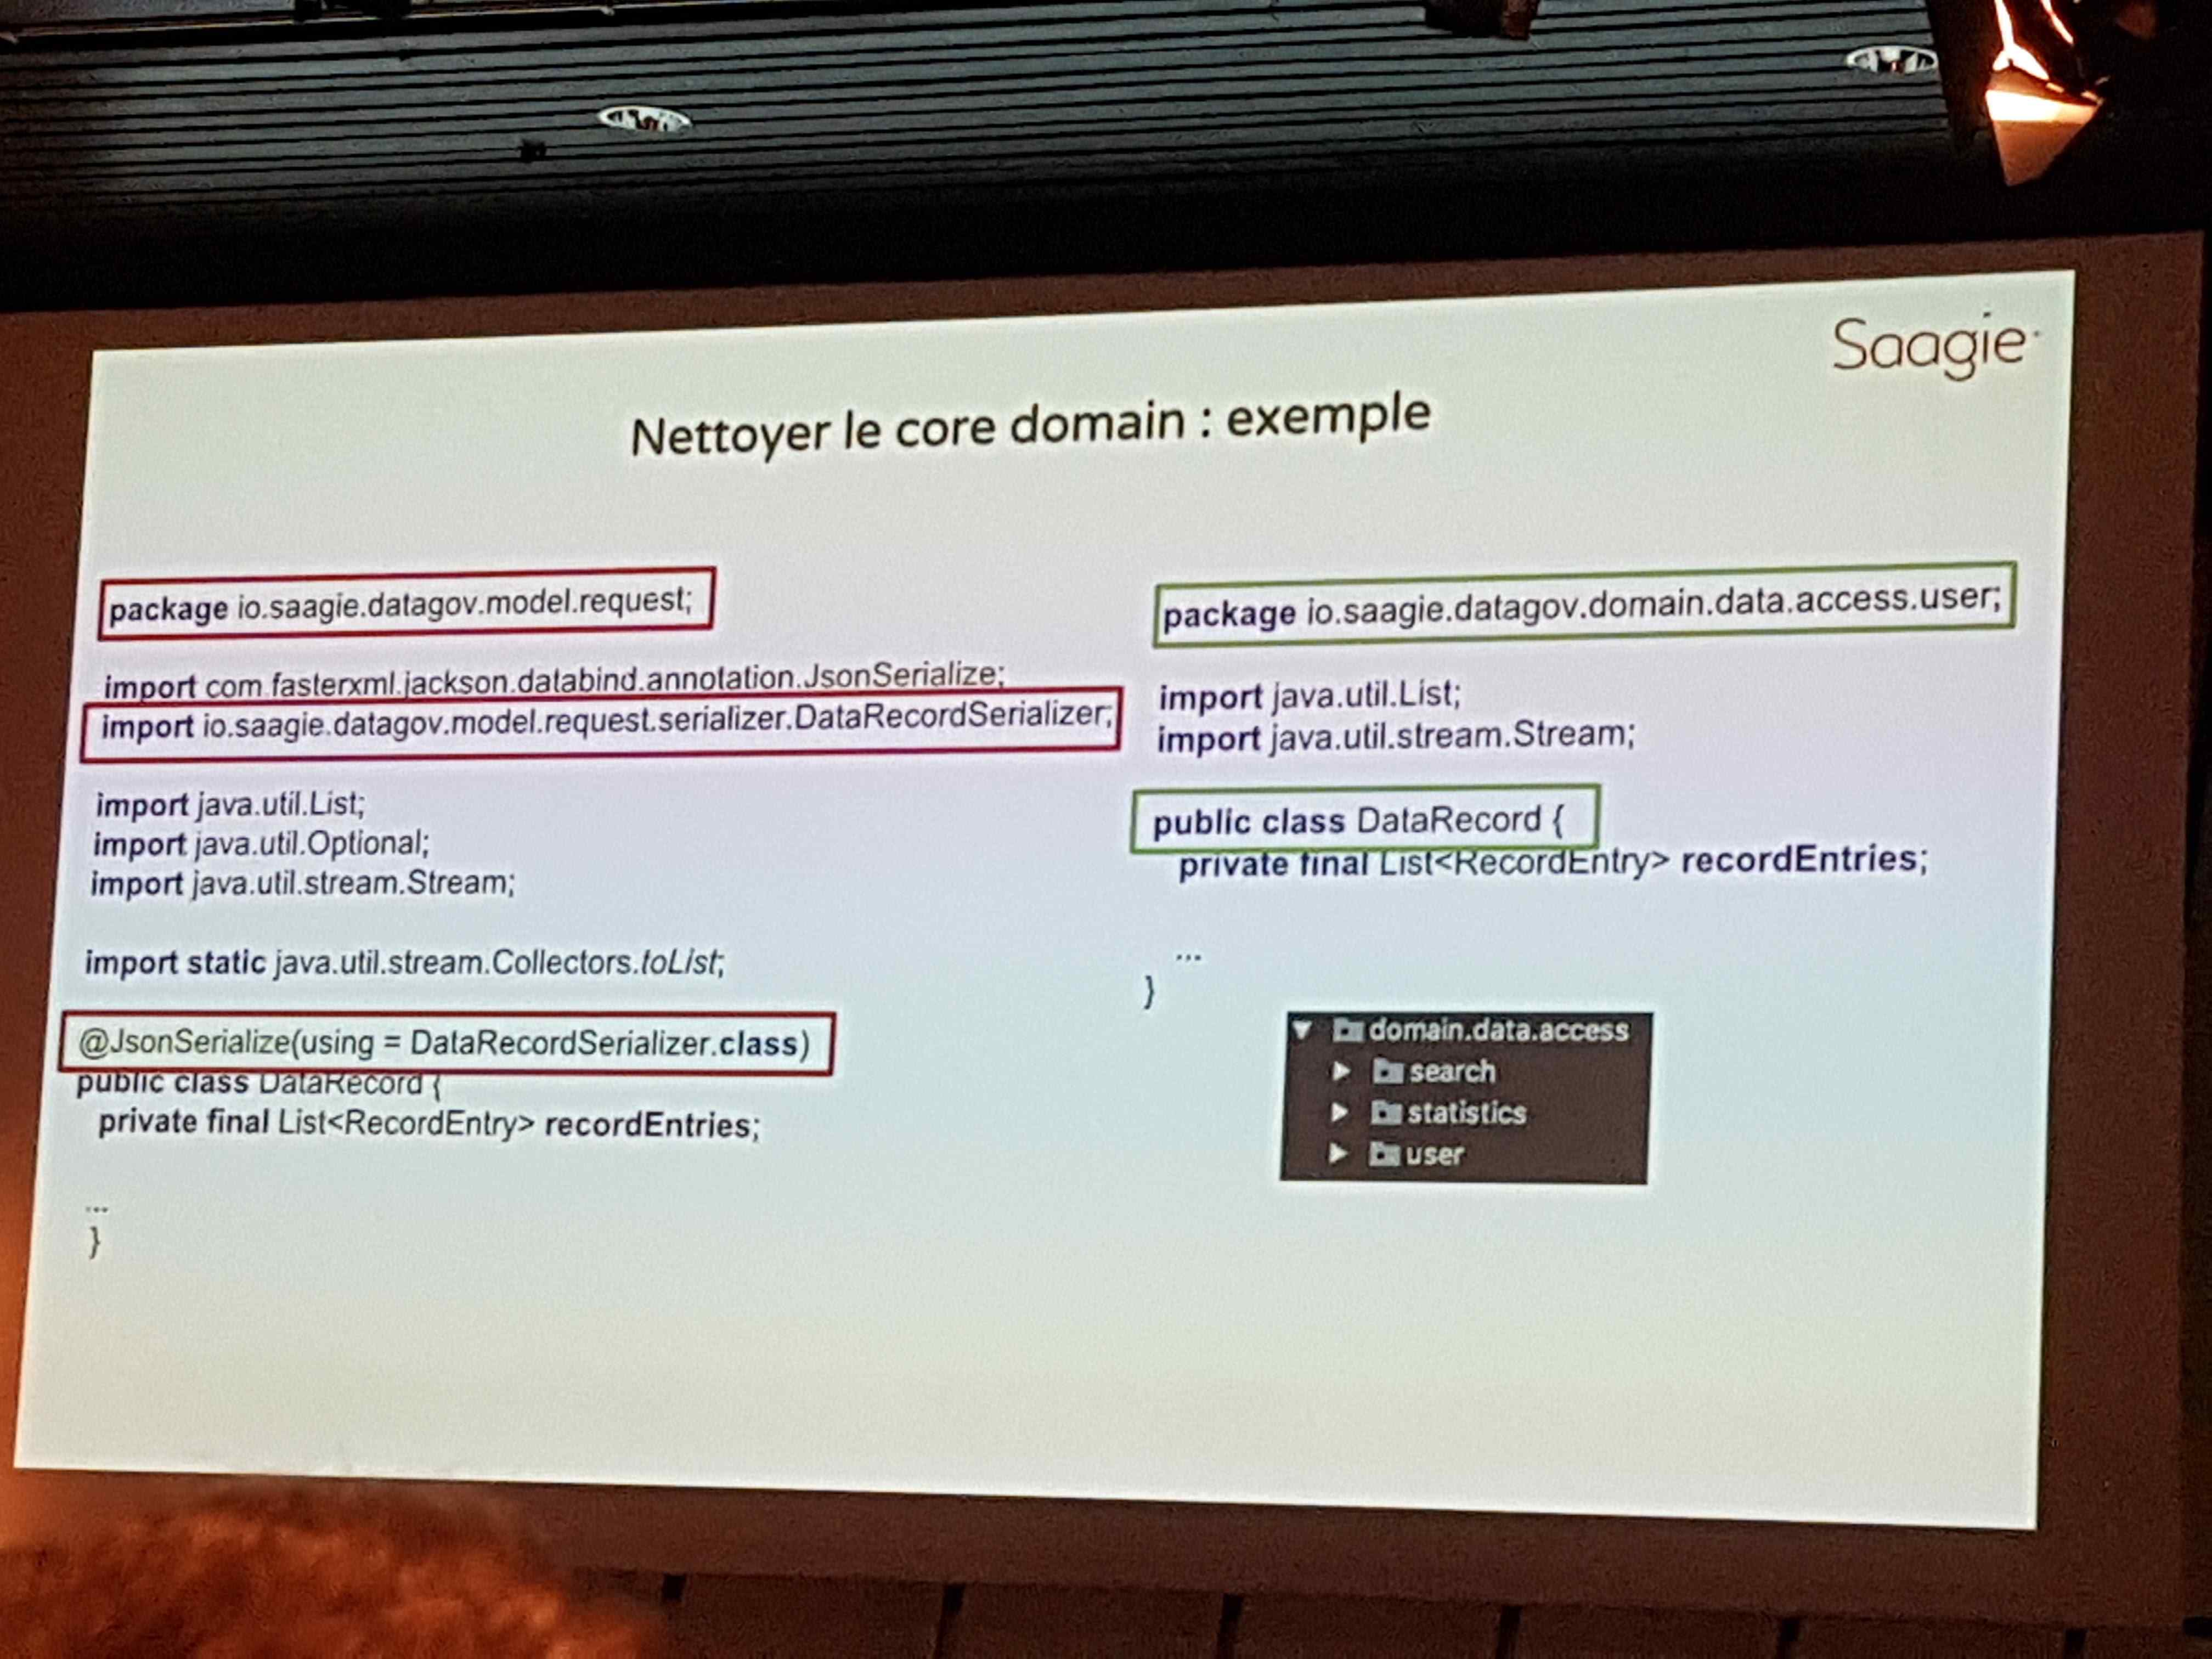 Saagie
Nettoyer le core domain : exemple
package io.saagie.datagov.model.request;
import com.fasterxml.jackson.databind.annotation.JsonSerialize;
import io.saagie.datagov.model.request.serializer.DataRecordSerializer;
import java.util.List;
import java.util.Optional;
import java.util.stream.Stream;
import static java.util.stream.Collectors.toList;
@JsonSerialize(using = DataRecordSerializer.class)
public class DataRecord {
private final List<RecordEntry> recordEntries;
...
}
package io.saagie.datagov.domain.data.access.user;
import java.util.List;
import java.util.stream.Stream;
public class DataRecord {
private final List<RecordEntry> recordEntries;
...
}
domain.data.access
search
statistics
user